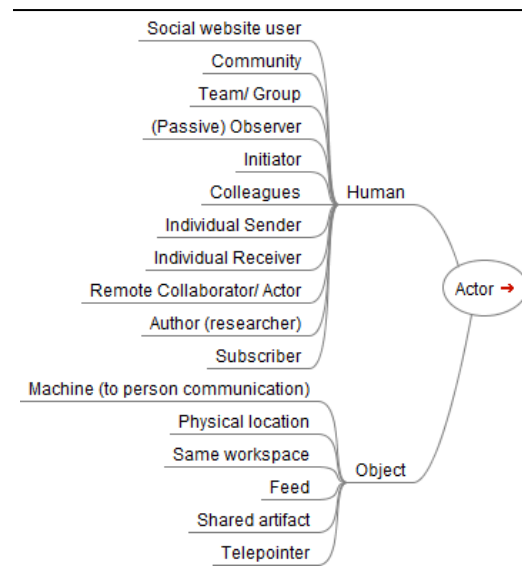 Social website user
Community
Team/ Group
(Passive) Observer
Initiator
Colleagues
Human
Individual Sender
Individual Receiver
Remote Collaborator/ Actor
Actor →
Author (researcher)
Subscriber
Machine (to person communication)
Physical location
Same workspace
Object
Feed
Shared artifact
Telepointer